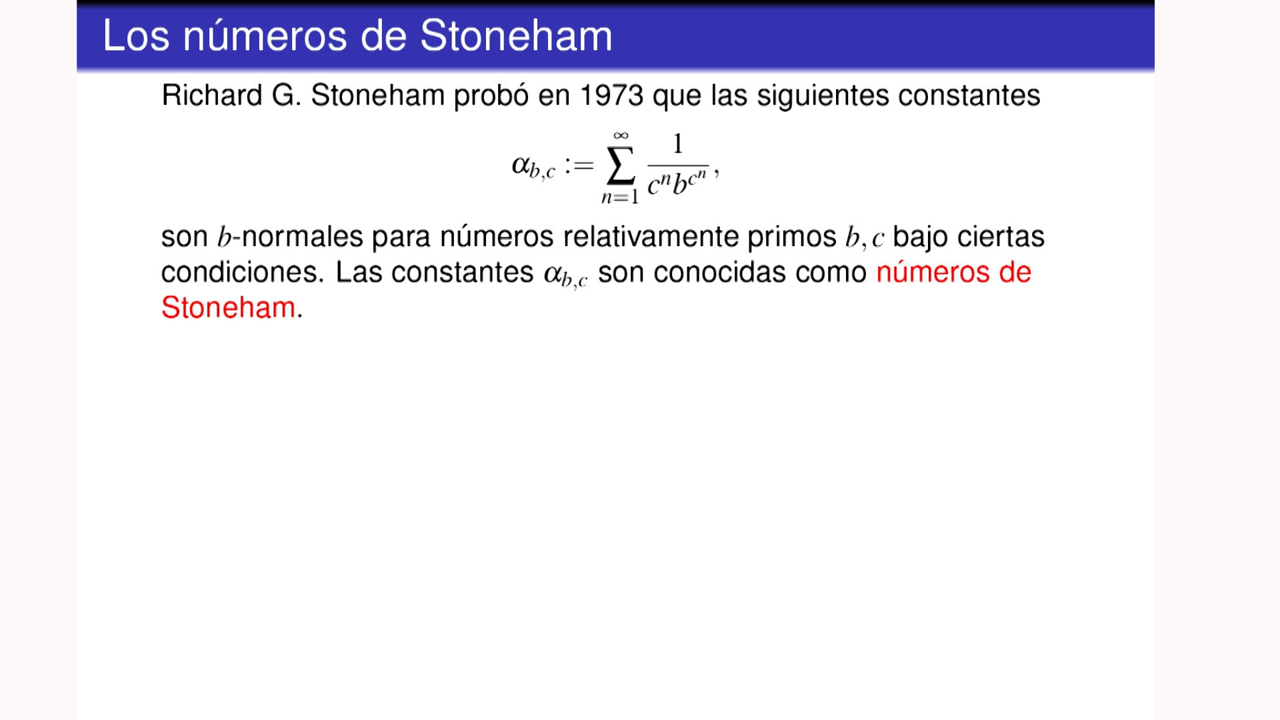 Los números de Stoneham
Richard G. Stoneham probó en 1973 que las siguientes constantes
α_{b,c} := ∑_{n=1}^{∞} 1/(c^n b^{c^n}),
son b-normales para números relativamente primos b, c bajo ciertas
condiciones. Las constantes α_{b,c} son conocidas como números de
Stoneham.